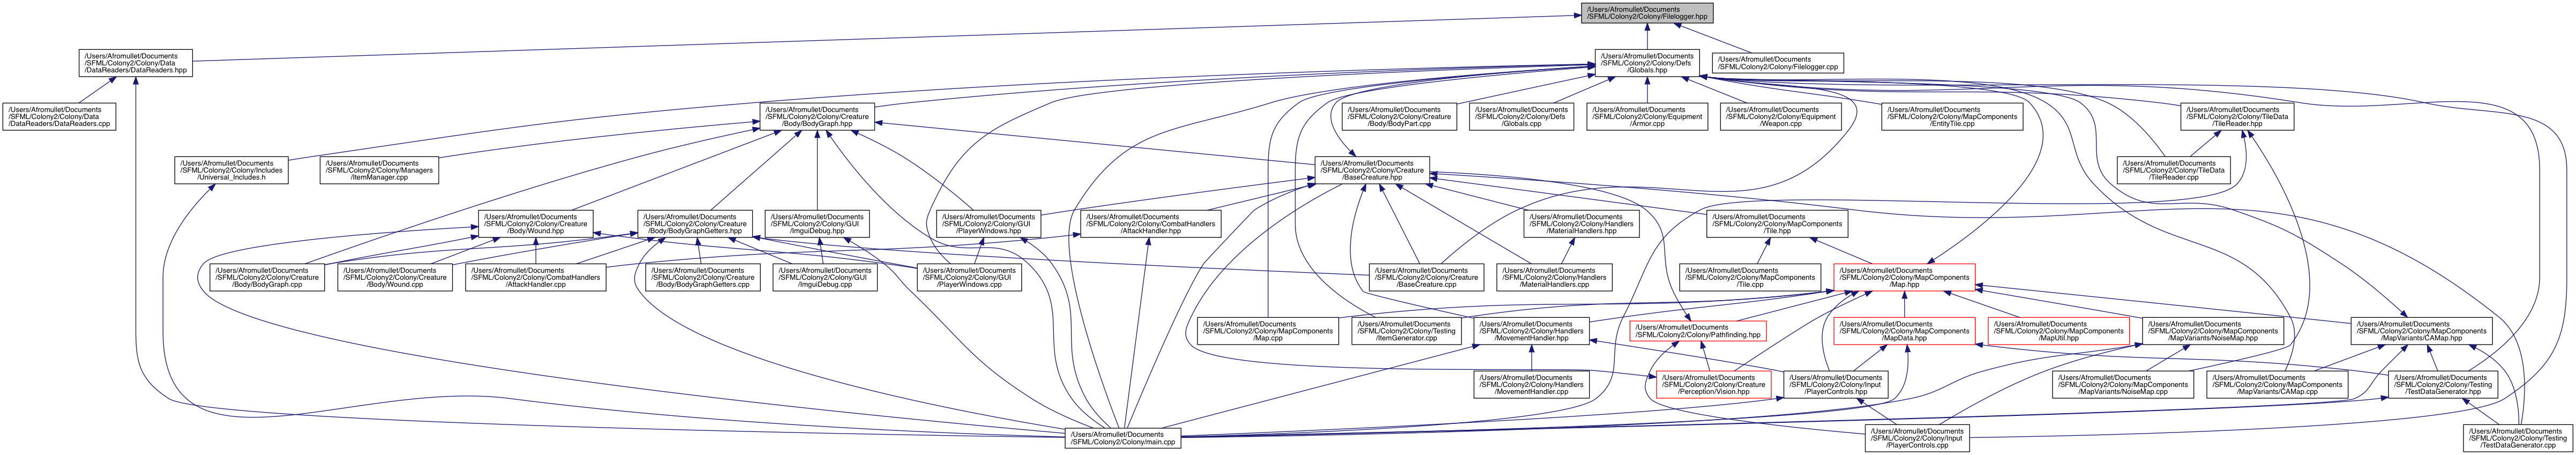 /Users/Afromullet/Documents
/SFML/Colony2/Colony/Filelogger.hpp
/Users/Afromullet/Documents
/SFML/Colony2/Colony/Data
/DataReaders/DataReaders.hpp
/Users/Afromullet/Documents
/SFML/Colony2/Colony/Defs
/Globals.hpp
/Users/Afromullet/Documents
/SFML/Colony2/Colony/Filelogger.cpp
/Users/Afromullet/Documents
/SFML/Colony2/Colony/Data
/DataReaders/DataReaders.cpp
/Users/Afromullet/Documents
/SFML/Colony2/Colony/Creature
/Body/BodyGraph.hpp
/Users/Afromullet/Documents
/SFML/Colony2/Colony/Creature
/Body/BodyPart.cpp
/Users/Afromullet/Documents
/SFML/Colony2/Colony/Defs
/Globals.cpp
/Users/Afromullet/Documents
/SFML/Colony2/Colony/Equipment
/Armor.cpp
/Users/Afromullet/Documents
/SFML/Colony2/Colony/Equipment
/Weapon.cpp
/Users/Afromullet/Documents
/SFML/Colony2/Colony/MapComponents
/EntityTile.cpp
/Users/Afromullet/Documents
/SFML/Colony2/Colony/TileData
/TileReader.hpp
/Users/Afromullet/Documents
/SFML/Colony2/Colony/Includes
/Universal_Includes.h
/Users/Afromullet/Documents
/SFML/Colony2/Colony/Managers
/ItemManager.cpp
/Users/Afromullet/Documents
/SFML/Colony2/Colony/Creature
/BaseCreature.hpp
/Users/Afromullet/Documents
/SFML/Colony2/Colony/TileData
/TileReader.cpp
/Users/Afromullet/Documents
/SFML/Colony2/Colony/Creature
/Body/Wound.hpp
/Users/Afromullet/Documents
/SFML/Colony2/Colony/Creature
/Body/BodyGraphGetters.hpp
/Users/Afromullet/Documents
/SFML/Colony2/Colony/GUI
/ImguiDebug.hpp
/Users/Afromullet/Documents
/SFML/Colony2/Colony/GUI
/PlayerWindows.hpp
/Users/Afromullet/Documents
/SFML/Colony2/Colony/CombatHandlers
/AttackHandler.hpp
/Users/Afromullet/Documents
/SFML/Colony2/Colony/Handlers
/MaterialHandlers.hpp
/Users/Afromullet/Documents
/SFML/Colony2/Colony/MapComponents
/Tile.hpp
/Users/Afromullet/Documents
/SFML/Colony2/Colony/Creature
/Body/BodyGraph.cpp
/Users/Afromullet/Documents
/SFML/Colony2/Colony/Creature
/Body/Wound.cpp
/Users/Afromullet/Documents
/SFML/Colony2/Colony/CombatHandlers
/AttackHandler.cpp
/Users/Afromullet/Documents
/SFML/Colony2/Colony/Creature
/Body/BodyGraphGetters.cpp
/Users/Afromullet/Documents
/SFML/Colony2/Colony/GUI
/ImguiDebug.cpp
/Users/Afromullet/Documents
/SFML/Colony2/Colony/GUI
/PlayerWindows.cpp
/Users/Afromullet/Documents
/SFML/Colony2/Colony/Creature
/BaseCreature.cpp
/Users/Afromullet/Documents
/SFML/Colony2/Colony/Handlers
/MaterialHandlers.cpp
/Users/Afromullet/Documents
/SFML/Colony2/Colony/MapComponents
/Tile.cpp
/Users/Afromullet/Documents
/SFML/Colony2/Colony/MapComponents
/Map.hpp
/Users/Afromullet/Documents
/SFML/Colony2/Colony/MapComponents
/Map.cpp
/Users/Afromullet/Documents
/SFML/Colony2/Colony/Testing
/ItemGenerator.cpp
/Users/Afromullet/Documents
/SFML/Colony2/Colony/Handlers
/MovementHandler.hpp
/Users/Afromullet/Documents
/SFML/Colony2/Colony/Pathfinding.hpp
/Users/Afromullet/Documents
/SFML/Colony2/Colony/MapComponents
/MapData.hpp
/Users/Afromullet/Documents
/SFML/Colony2/Colony/MapComponents
/MapUtil.hpp
/Users/Afromullet/Documents
/SFML/Colony2/Colony/MapComponents
/MapVariants/NoiseMap.hpp
/Users/Afromullet/Documents
/SFML/Colony2/Colony/MapComponents
/MapVariants/CAMap.hpp
/Users/Afromullet/Documents
/SFML/Colony2/Colony/Handlers
/MovementHandler.cpp
/Users/Afromullet/Documents
/SFML/Colony2/Colony/Creature
/Perception/Vision.hpp
/Users/Afromullet/Documents
/SFML/Colony2/Colony/Input
/PlayerControls.hpp
/Users/Afromullet/Documents
/SFML/Colony2/Colony/MapComponents
/MapVariants/NoiseMap.cpp
/Users/Afromullet/Documents
/SFML/Colony2/Colony/MapComponents
/MapVariants/CAMap.cpp
/Users/Afromullet/Documents
/SFML/Colony2/Colony/Testing
/TestDataGenerator.hpp
/Users/Afromullet/Documents
/SFML/Colony2/Colony/main.cpp
/Users/Afromullet/Documents
/SFML/Colony2/Colony/Input
/PlayerControls.cpp
/Users/Afromullet/Documents
/SFML/Colony2/Colony/Testing
/TestDataGenerator.cpp